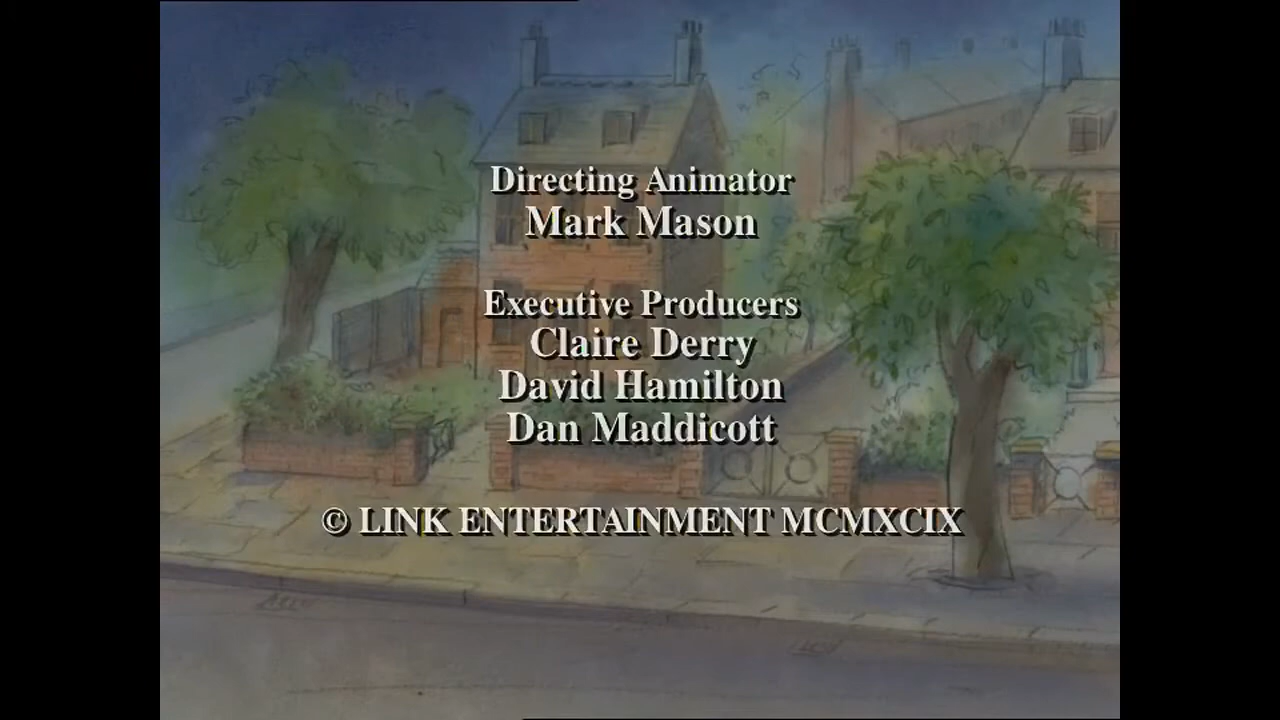 Directing Animator
Mark Mason
Executive Producers
Claire Derry
David Hamilton
Dan Maddicott
© LINK ENTERTAINMENT MCMXCIX